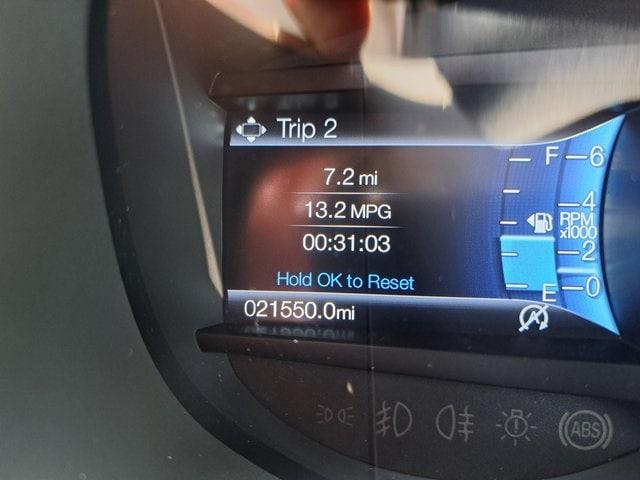 Trip 2
7.2 mi
13.2 MPG
00:31:03
Hold OK to Reset
021550.0mi
F
E
6
4
RPM
x1000
2
0
ABS